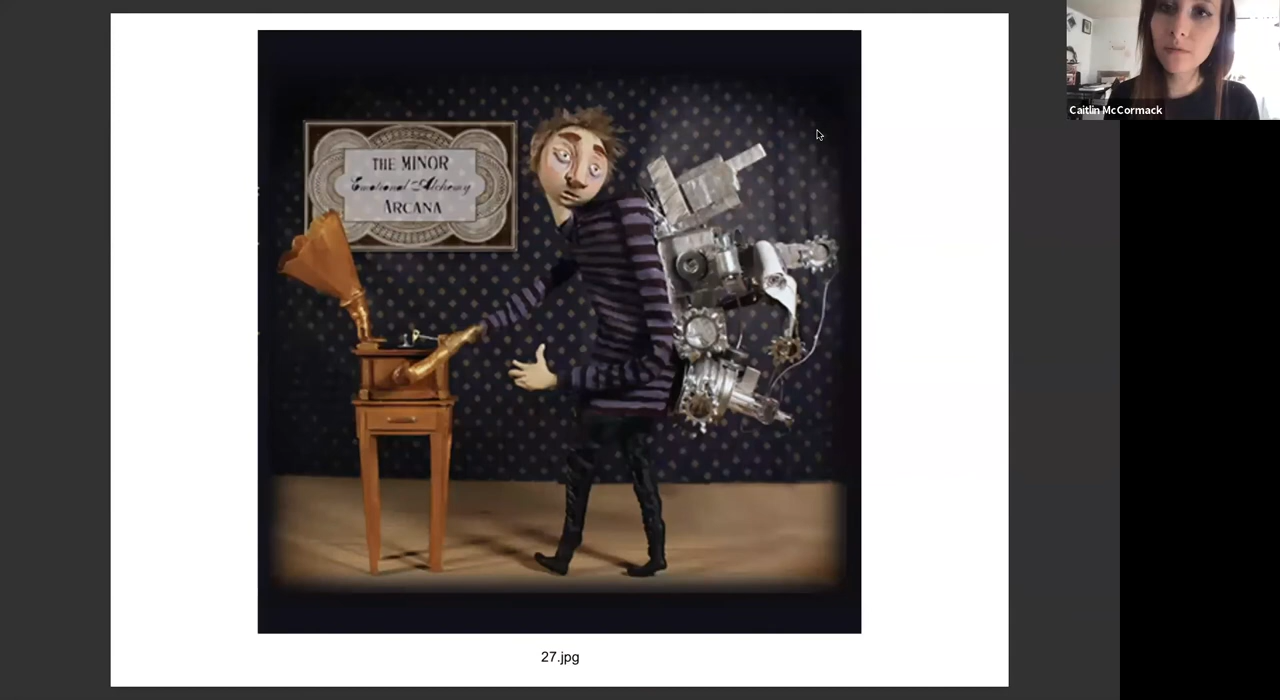 THE MINOR
Emotional Alchemy
ARCANA
27.jpg
Caitlin McCormack